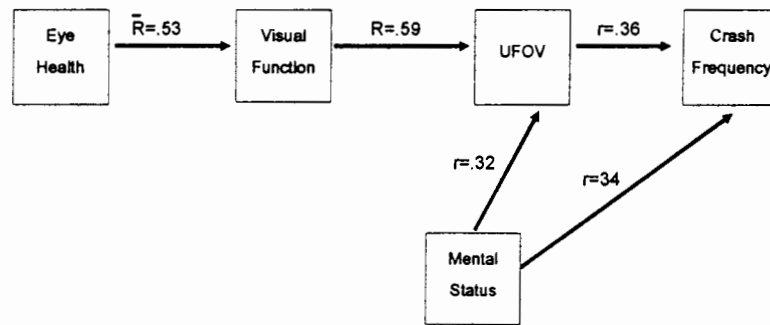 Eye
Health
R̅=.53
Visual
Function
R=.59
UFOV
r=.36
Crash
Frequency
r=.32
r=34
Mental
Status